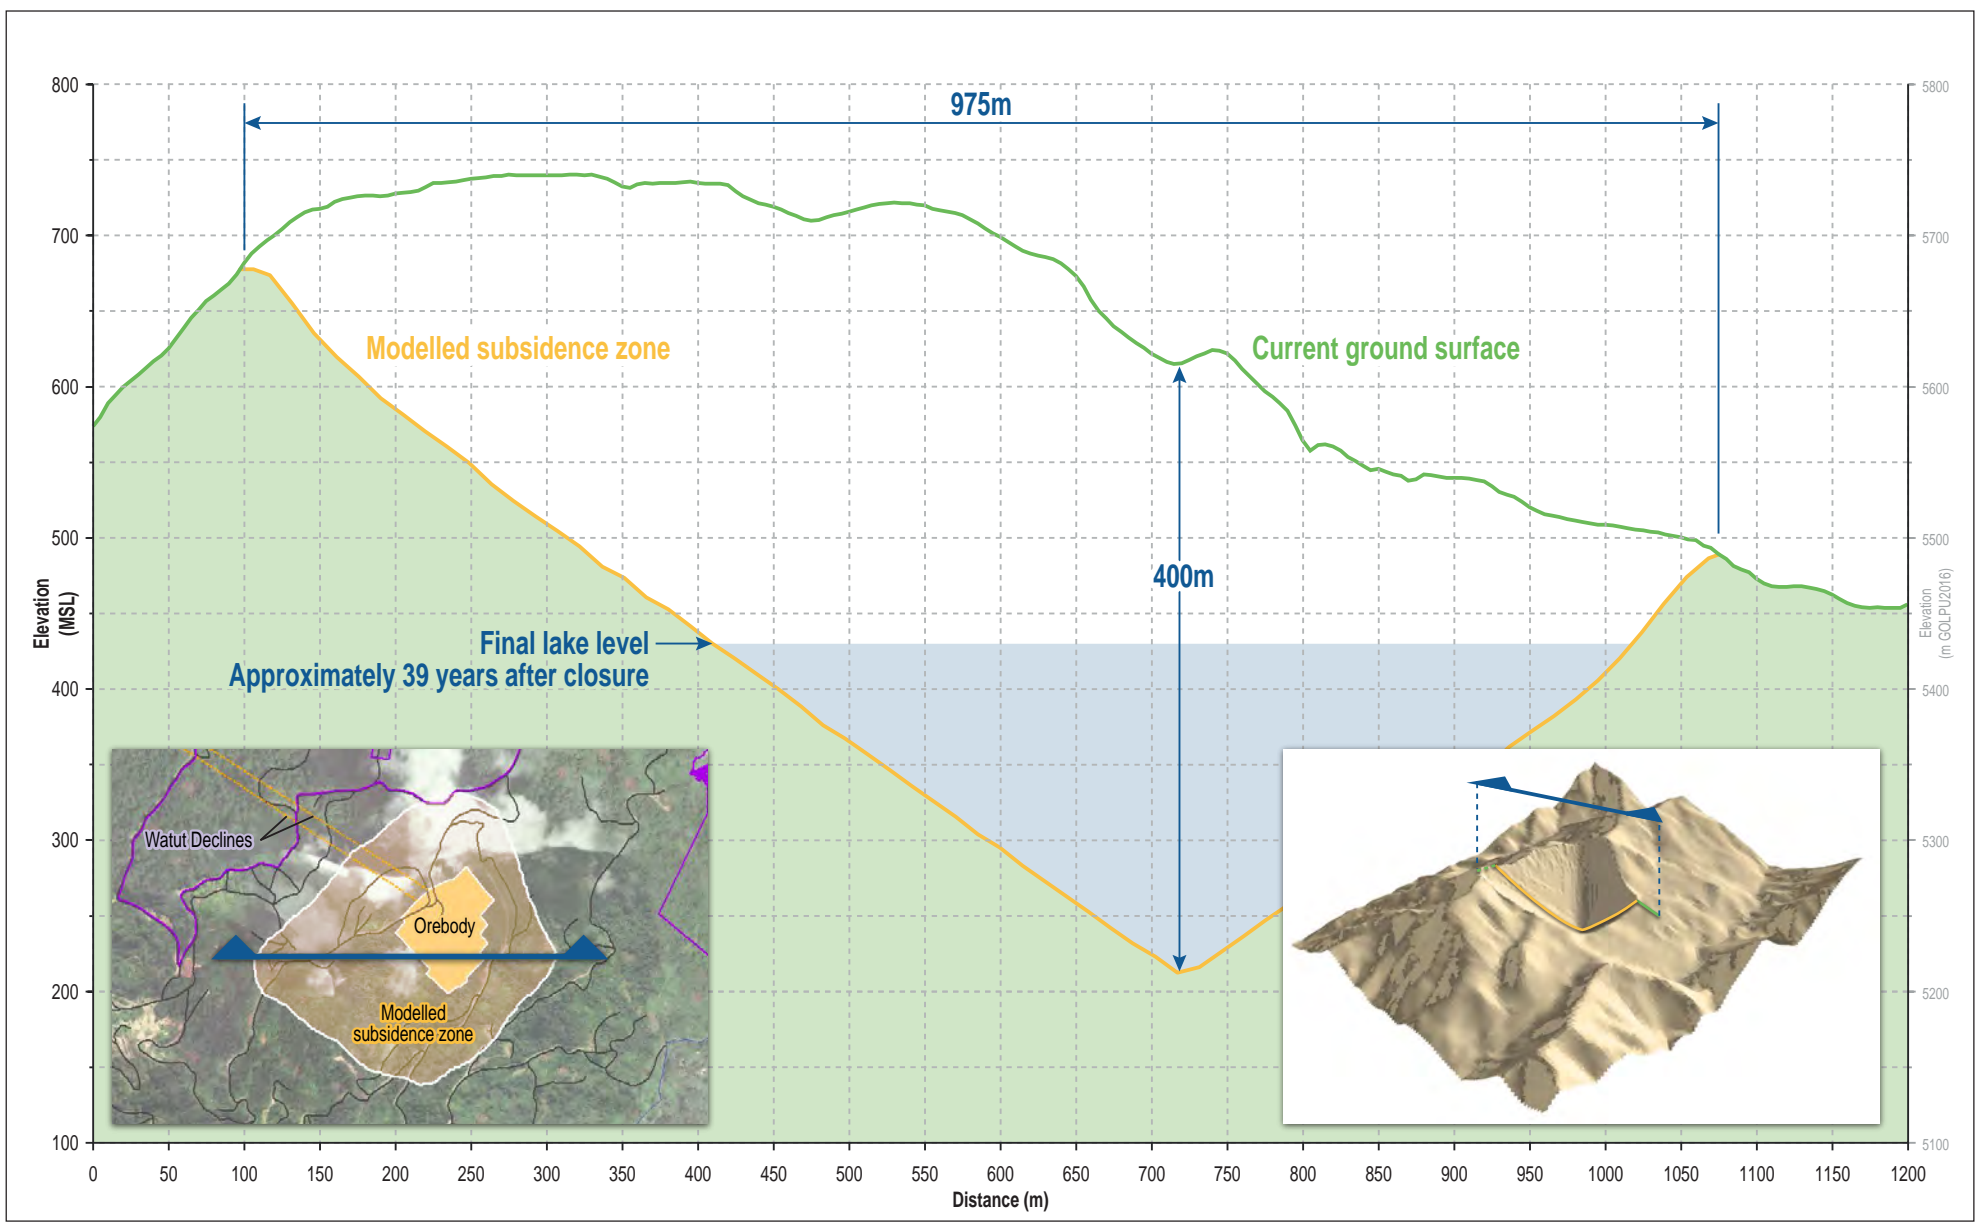 975m
800
700
600
500
400
300
200
100
Elevation
(MSL)
5800
5700
5600
5500
5400
5300
5200
5100
Elevation
(m GOLPU2016)
Modelled subsidence zone
Current ground surface
400m
Final lake level
Approximately 39 years after closure
Watut Declines
Orebody
Modelled
subsidence zone
0 50 100 150 200 250 300 350 400 450 500 550 600 650 700 750 800 850 900 950 1000 1050 1100 1150 1200
Distance (m)